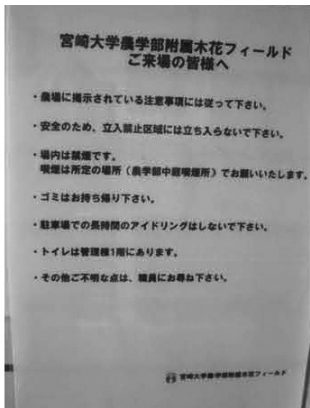 宮崎大学農学部附属木花フィールド
ご来場の皆様へ
・農場に掲示されている注意事項には従って下さい。
・安全のため、立入禁止区域には立ち入らないで下さい。
・場内は禁煙です。
喫煙は所定の場所（農学部中庭喫煙所）でお願いいたします。
・ゴミはお持ち帰り下さい。
・駐車場での長時間のアイドリングはしないで下さい。
・トイレは管理棟1階にあります。
・その他ご不明な点は、職員にお尋ね下さい。
宮崎大学農学部附属木花フィールド